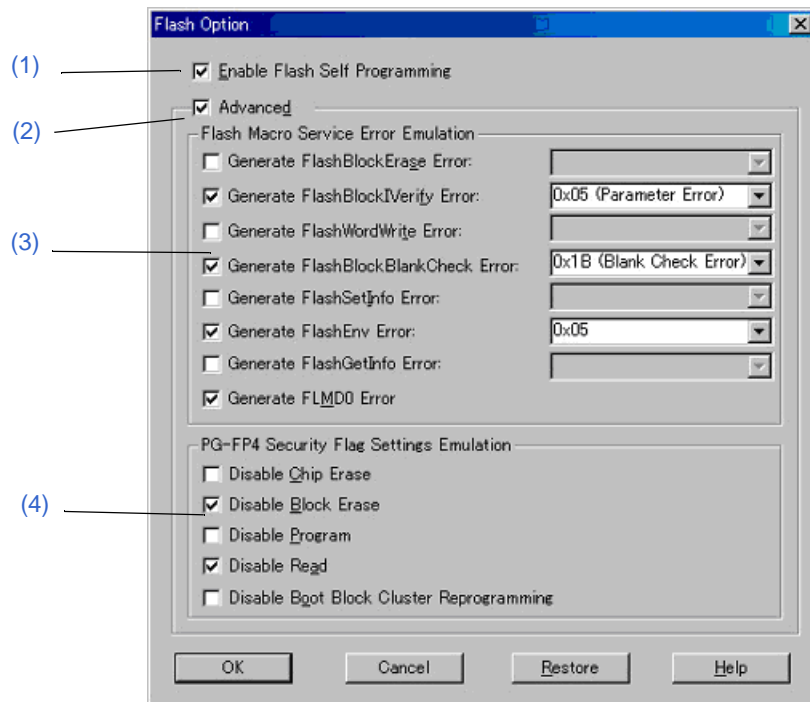 Flash Option
(1)
Enable Flash Self Programming
(2)
Advanced
Flash Macro Service Error Emulation
(3)
Generate FlashBlockErase Error:
Generate FlashBlockIVerify Error: 0x05 (Parameter Error)
Generate FlashWordWrite Error:
Generate FlashBlockBlankCheck Error: 0x1B (Blank Check Error)
Generate FlashSetInfo Error:
Generate FlashEnv Error: 0x05
Generate FlashGetInfo Error:
Generate FLMD0 Error
PG-FP4 Security Flag Settings Emulation
(4)
Disable Chip Erase
Disable Block Erase
Disable Program
Disable Read
Disable Boot Block Cluster Reprogramming
OK Cancel Restore Help